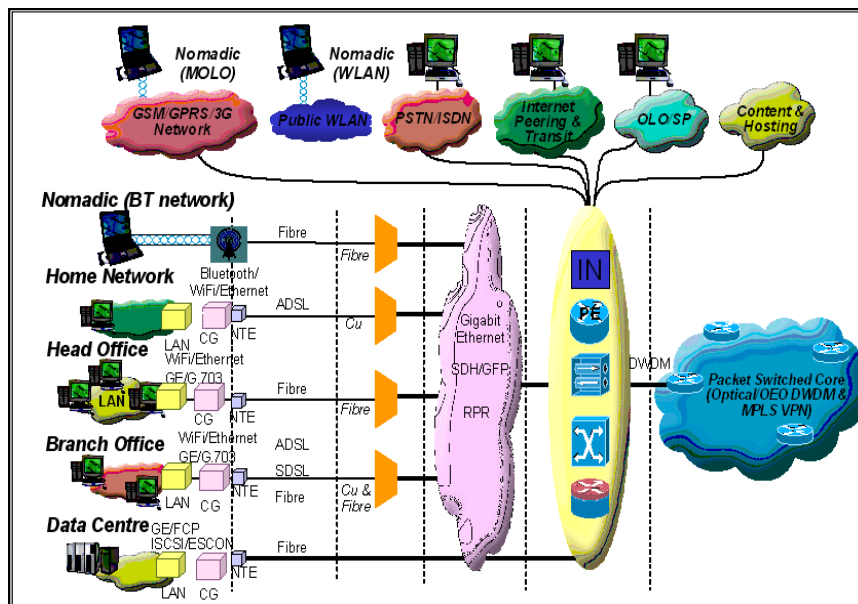 Nomadic
(MOLO)
Nomadic
(WLAN)
GSM/GPRS/3G
Network
Public WLAN
PSTN/ISDN
Internet
Peering &
Transit
OLO/SP
Content &
Hosting
Nomadic (BT network)
Fibre
Fibre
Bluetooth/
WiFi/Ethernet
Home Network
ADSL
Cu
LAN
CG
NTE
Head Office
WiFi/Ethernet
GE/G.703
LAN
Fibre
Fibre
CG
NTE
Branch Office
WiFi/Ethernet
GE/G.703
ADSL
SDSL
Fibre
Cu &
Fibre
LAN
CG
NTE
Data Centre
GE/FCP
ISCSI/ESCON
Fibre
LAN
CG
NTE
Gigabit
Ethernet
SDH/GFP
RPR
IN
PE
DWDM
Packet Switched Core
(Optical/OEO DWDM &
MPLS VPN)